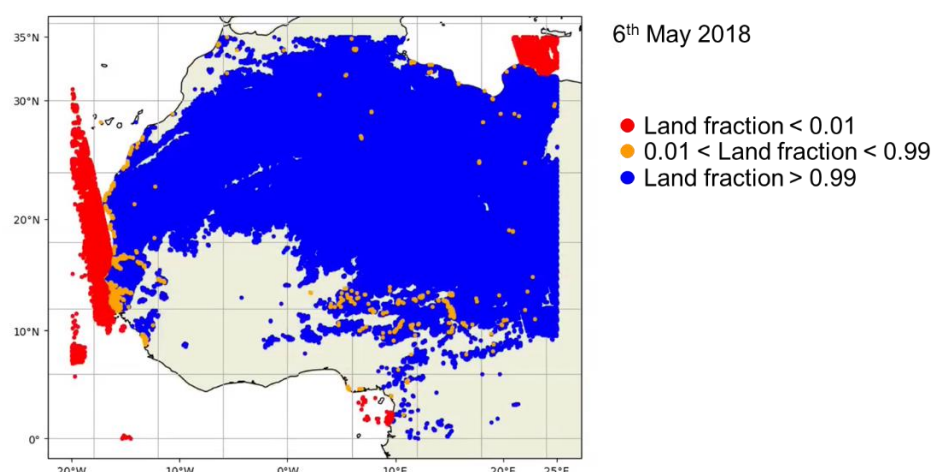 6th May 2018
35°N
30°N
20°N
10°N
0°
20°W
10°W
0°W
10°E
20°E
25°E
Land fraction < 0.01
0.01 < Land fraction < 0.99
Land fraction > 0.99